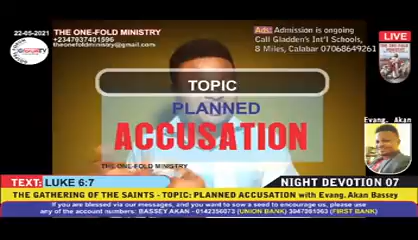 THE ONE-FOLD MINISTRY
+2347037401596
theonefoldministry@gmail.com
Ads: Admission is ongoing
Call Gladden's Int'l Schools,
8 Miles, Calabar 07068649261
LIVE
22-05-2021
TOPIC
PLANNED
ACCUSATION
THE ONE-FOLD MINISTRY
Evang. Akan
TEXT: LUKE 6:7
NIGHT DEVOTION 07
THE GATHERING OF THE SAINTS - TOPIC: PLANNED ACCUSATION with Evang. Akan Bassey
If you are blessed via our messages, and you want to sow a seed to encourage us, please use
any of the account numbers: BASSEY AKAN - 0142356073 (UNION BANK) 3047961063 (FIRST BANK)